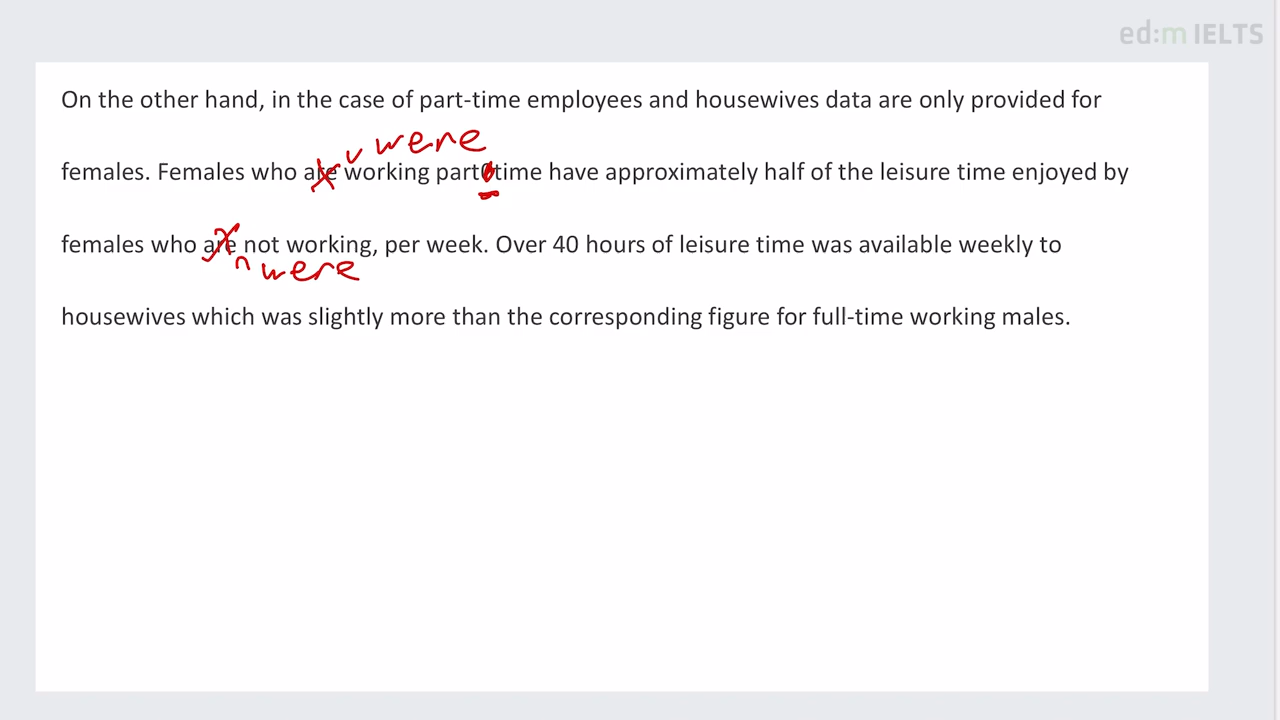 ed:m IELTS
On the other hand, in the case of part-time employees and housewives data are only provided for
were
females. Females who are working part0time have approximately half of the leisure time enjoyed by
females who are not working, per week. Over 40 hours of leisure time was available weekly to
were
housewives which was slightly more than the corresponding figure for full-time working males.